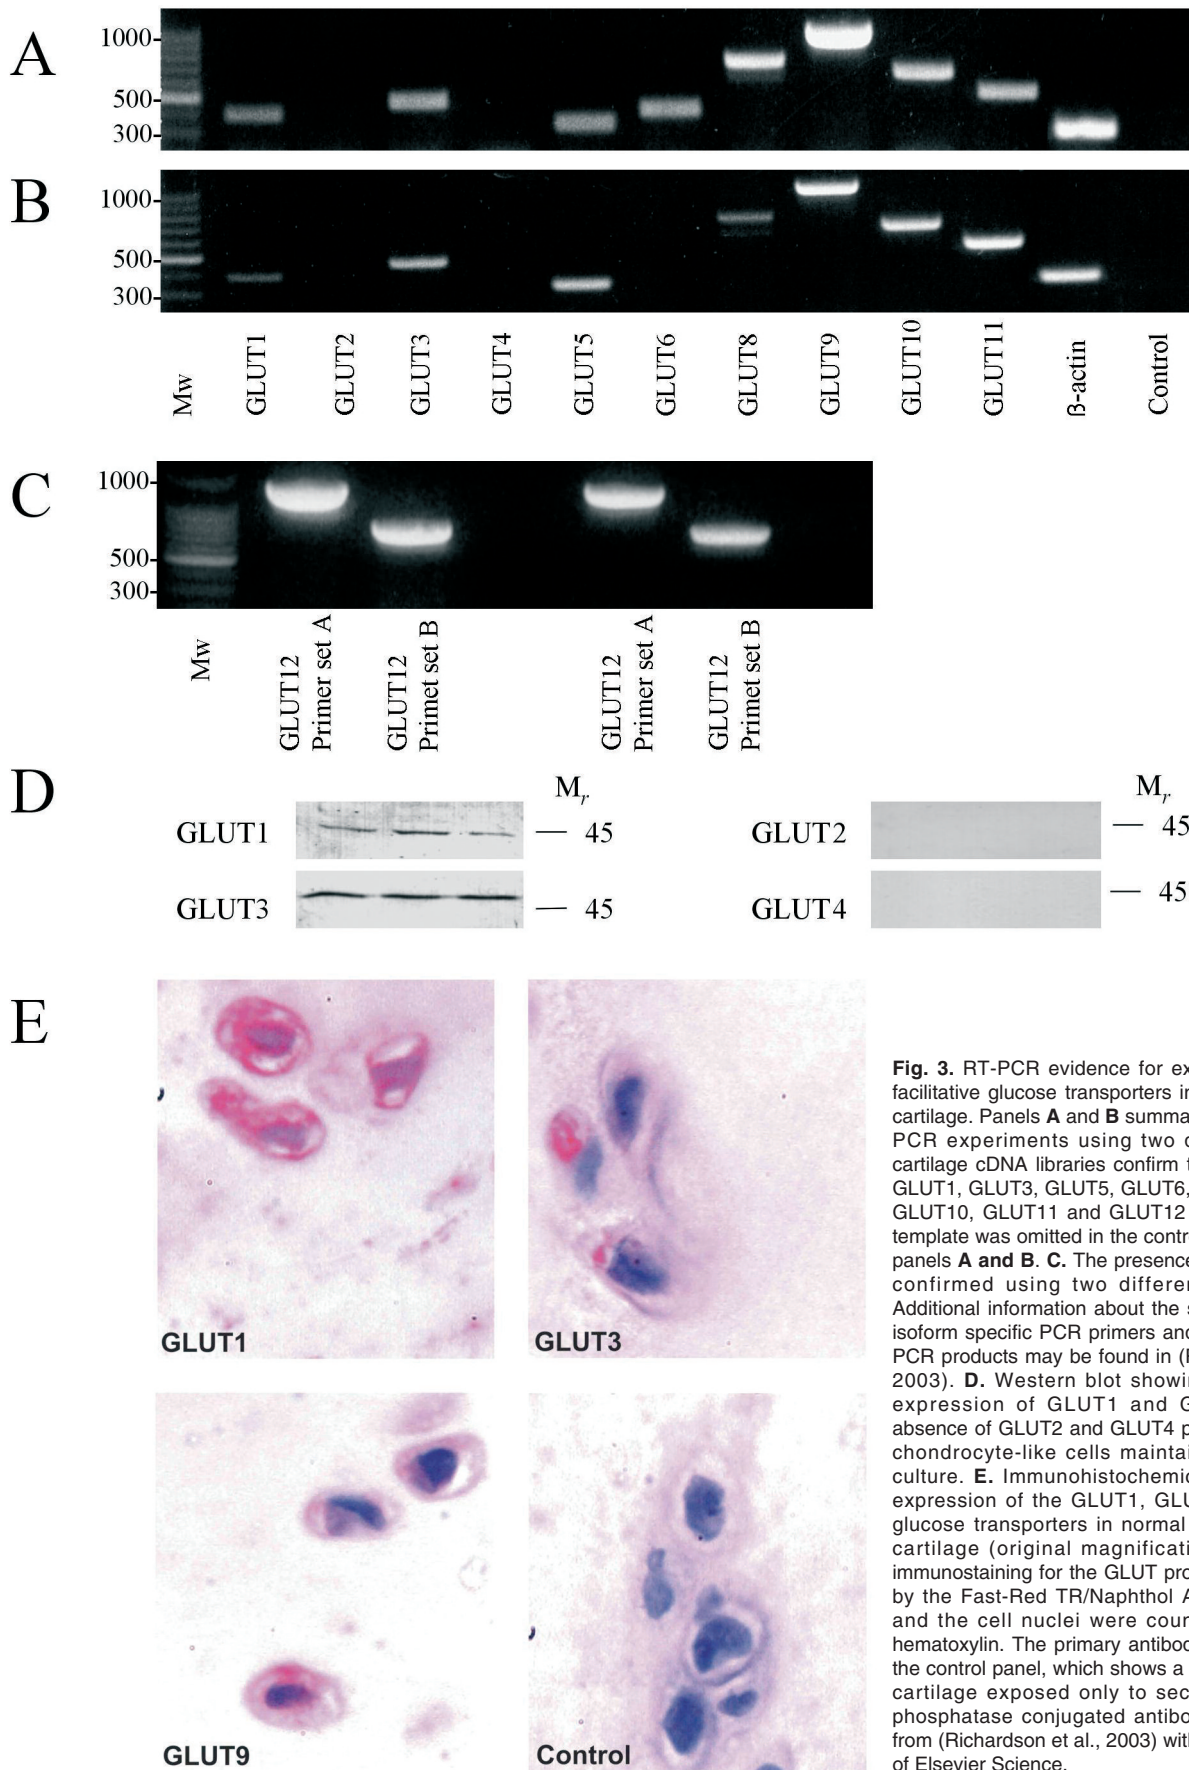 A
1000
500
300
B
1000
500
300
Mw
GLUT1
GLUT2
GLUT3
GLUT4
GLUT5
GLUT6
GLUT8
GLUT9
GLUT10
GLUT11
ß-actin
Control
C
1000
500
300
Mw
GLUT12
Primer set A
GLUT12
Primet set B
GLUT12
Primer set A
GLUT12
Primet set B
D
Mr
GLUT1
45
GLUT3
45
Mr
GLUT2
45
GLUT4
45
E
GLUT1
GLUT3
GLUT9
Control
Fig. 3. RT-PCR evidence for ex
facilitative glucose transporters in
cartilage. Panels A and B summa
PCR experiments using two c
cartilage cDNA libraries confirm t
GLUT1, GLUT3, GLUT5, GLUT6,
GLUT10, GLUT11 and GLUT12
template was omitted in the contr
panels A and B. C. The presence
confirmed using two differen
Additional information about the s
isoform specific PCR primers and
PCR products may be found in (R
2003). D. Western blot showin
expression of GLUT1 and G
absence of GLUT2 and GLUT4 p
chondrocyte-like cells maintai
culture. E. Immunohistochemic
expression of the GLUT1, GLU
glucose transporters in normal
cartilage (original magnificati
immunostaining for the GLUT pro
by the Fast-Red TR/Naphthol A
and the cell nuclei were coun
hematoxylin. The primary antiboc
the control panel, which shows a
cartilage exposed only to sec
phosphatase conjugated antibo
from (Richardson et al., 2003) with
of Elsevier Science.